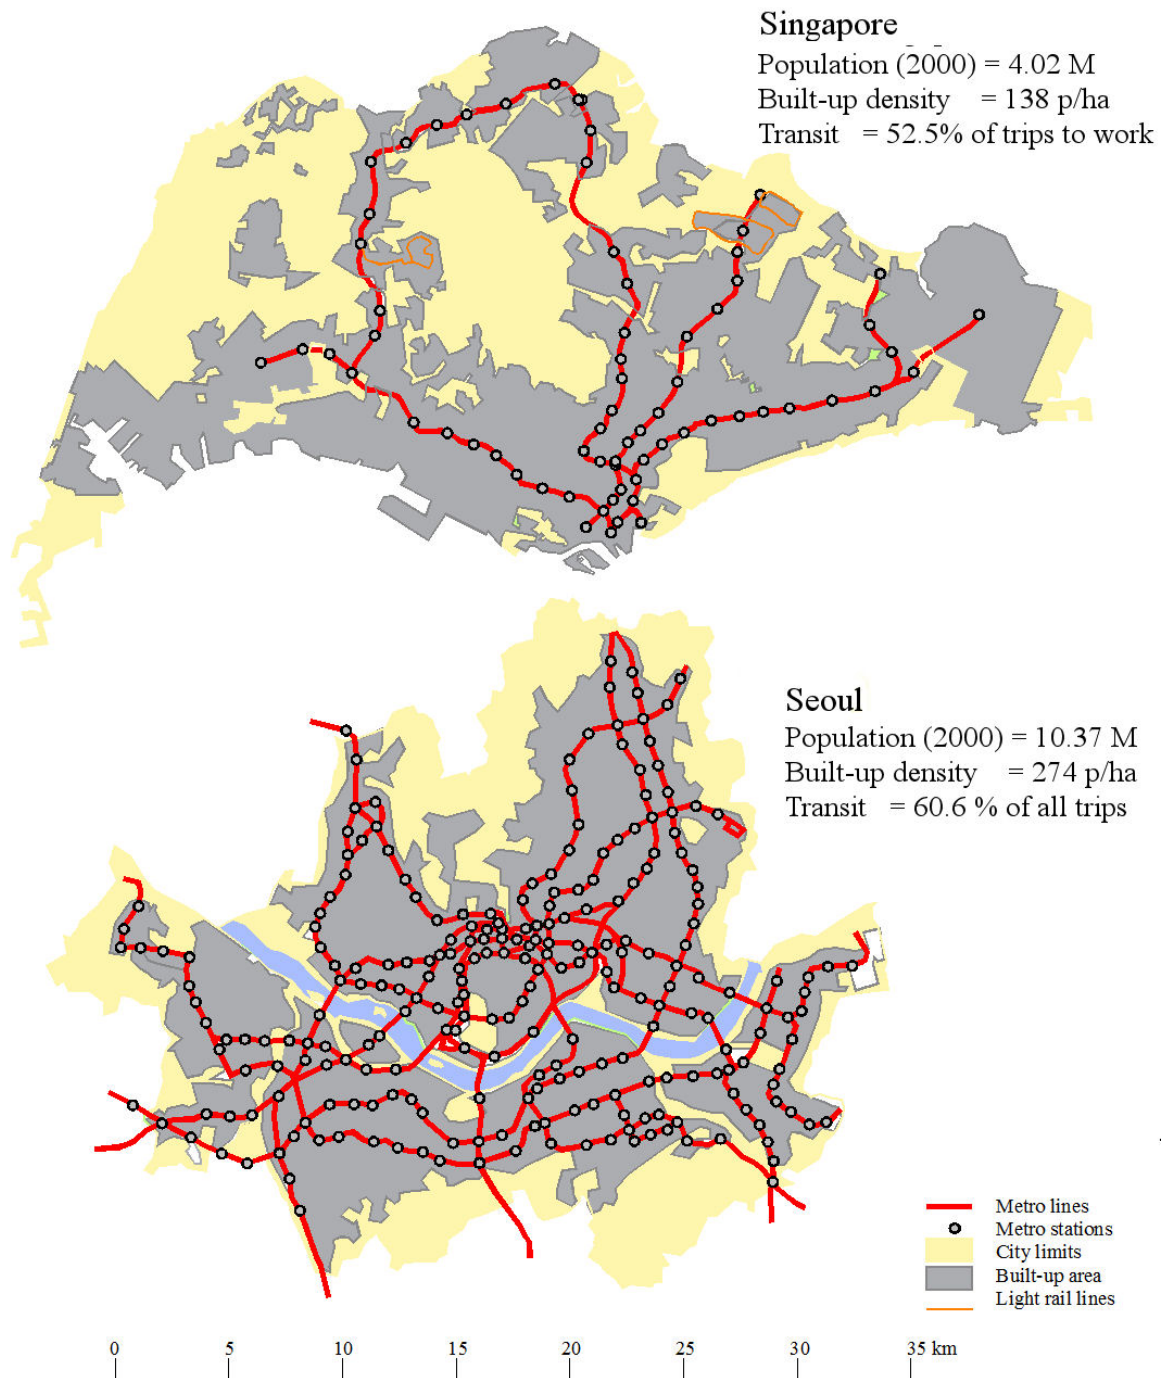 Singapore
Population (2000) = 4.02 M
Built-up density = 138 p/ha
Transit = 52.5% of trips to work
Seoul
Population (2000) = 10.37 M
Built-up density = 274 p/ha
Transit = 60.6 % of all trips
Metro lines
Metro stations
City limits
Built-up area
Light rail lines
0 5 10 15 20 25 30 35 km